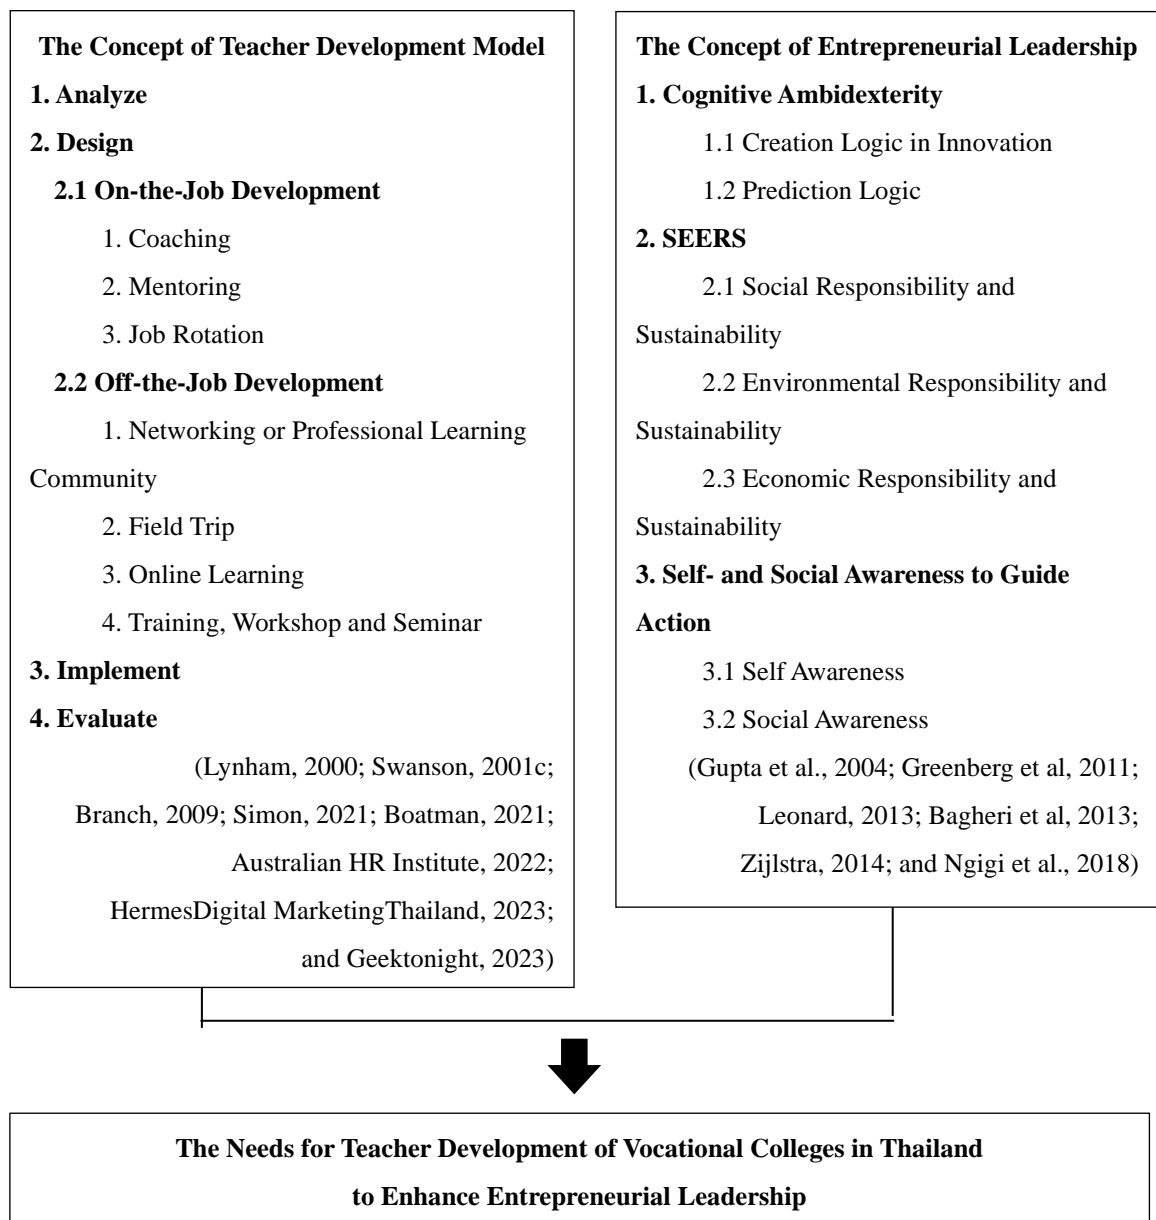 The Concept of Teacher Development Model
1. Analyze
2. Design
2.1 On-the-Job Development
1. Coaching
2. Mentoring
3. Job Rotation
2.2 Off-the-Job Development
1. Networking or Professional Learning
Community
2. Field Trip
3. Online Learning
4. Training, Workshop and Seminar
3. Implement
4. Evaluate
(Lynham, 2000; Swanson, 2001c;
Branch, 2009; Simon, 2021; Boatman, 2021;
Australian HR Institute, 2022;
HermesDigital MarketingThailand, 2023;
and Geektonight, 2023)
The Concept of Entrepreneurial Leadership
1. Cognitive Ambidexterity
1.1 Creation Logic in Innovation
1.2 Prediction Logic
2. SEERS
2.1 Social Responsibility and
Sustainability
2.2 Environmental Responsibility and
Sustainability
2.3 Economic Responsibility and
Sustainability
3. Self- and Social Awareness to Guide
Action
3.1 Self Awareness
3.2 Social Awareness
(Gupta et al., 2004; Greenberg et al, 2011;
Leonard, 2013; Bagheri et al, 2013;
Zijlstra, 2014; and Ngigi et al., 2018)
The Needs for Teacher Development of Vocational Colleges in Thailand
to Enhance Entrepreneurial Leadership